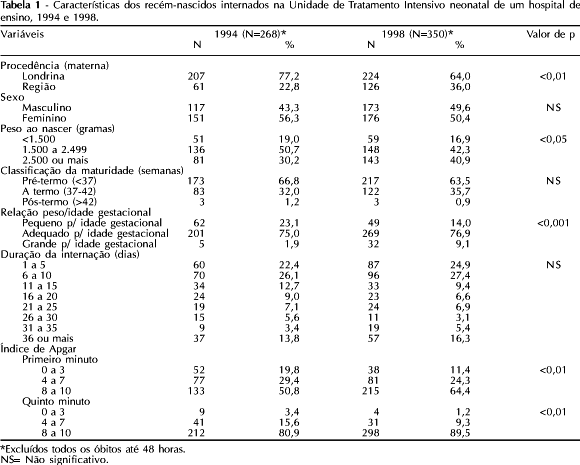 Tabela 1 - Características dos recém-nascidos internados na Unidade de Tratamento Intensivo neonatal de um hospital de
ensino, 1994 e 1998.
Variáveis 1994 (N=268)* 1998 (N=350)* Valor de p
N % N %
Procedência (materna)
Londrina 207 77,2 224 64,0 <0,01
Região 61 22,8 126 36,0
Sexo
Masculino 117 43,3 173 49,6 NS
Feminino 151 56,3 176 50,4
Peso ao nascer (gramas)
<1.500 51 19,0 59 16,9 <0,05
1.500 a 2.499 136 50,7 148 42,3
2.500 ou mais 81 30,2 143 40,9
Classificação da maturidade (semanas)
Pré-termo (<37) 173 66,8 217 63,5 NS
A termo (37-42) 83 32,0 122 35,7
Pós-termo (>42) 3 1,2 3 0,9
Relação peso/idade gestacional
Pequeno p/ idade gestacional 62 23,1 49 14,0 <0,001
Adequado p/ idade gestacional 201 75,0 269 76,9
Grande p/ idade gestacional 5 1,9 32 9,1
Duração da internação (dias)
1 a 5 60 22,4 87 24,9 NS
6 a 10 70 26,1 96 27,4
11 a 15 34 12,7 33 9,4
16 a 20 24 9,0 23 6,6
21 a 25 19 7,1 24 6,9
26 a 30 15 5,6 11 3,1
31 a 35 9 3,4 19 5,4
36 ou mais 37 13,8 57 16,3
Índice de Apgar
Primeiro minuto
0 a 3 52 19,8 38 11,4 <0,01
4 a 7 77 29,4 81 24,3
8 a 10 133 50,8 215 64,4
Quinto minuto
0 a 3 9 3,4 4 1,2 <0,01
4 a 7 41 15,6 31 9,3
8 a 10 212 80,9 298 89,5
*Excluídos todos os óbitos até 48 horas.
NS= Não significativo.